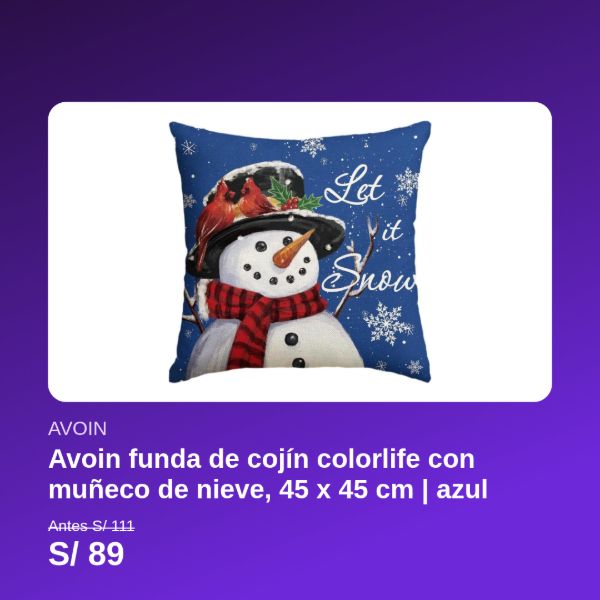 Let
it
Snow
AVOIN
Avoin funda de cojín colorlife con
muñeco de nieve, 45 x 45 cm | azul
Antes S/ 111
S/ 89